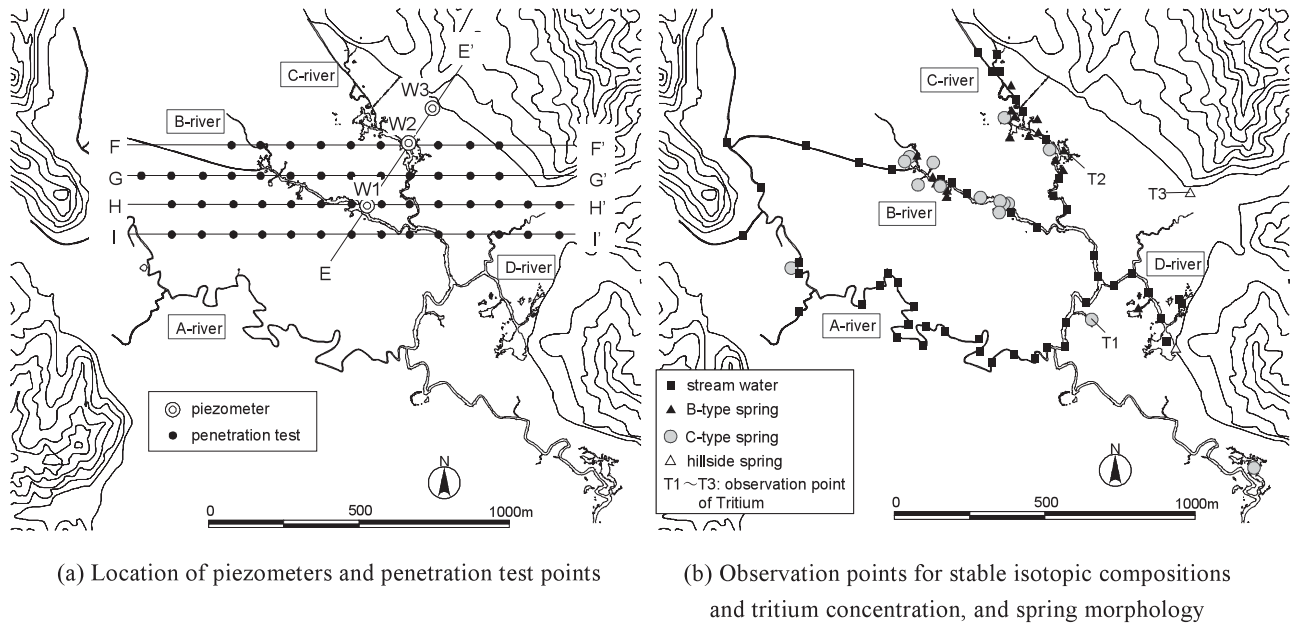 E'
C-river
W3
B-river
W2
F
F'
W1
G
G'
H
H'
I
I'
E
D-river
A-river
piezometer
penetration test
N
0
500
1000m
(a) Location of piezometers and penetration test points
C-river
T2
T3
B-river
D-river
A-river
T1
stream water
B-type spring
C-type spring
hillside spring
T1~T3: observation point
of Tritium
N
0
500
1000m
(b) Observation points for stable isotopic compositions
and tritium concentration, and spring morphology